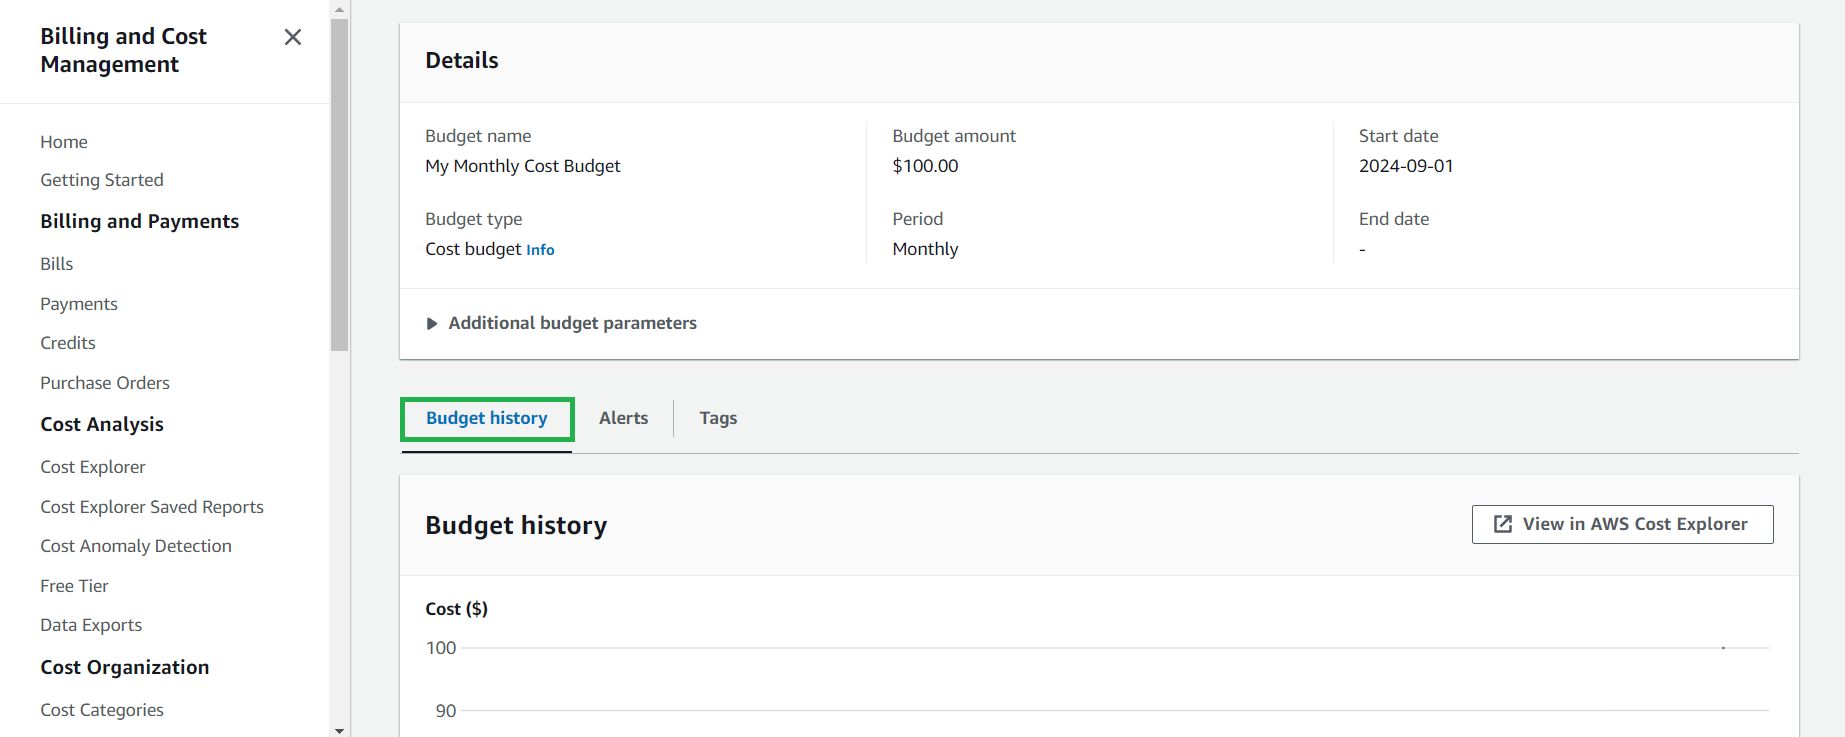 Billing and Cost
Management
Home
Getting Started
Billing and Payments
Bills
Payments
Credits
Purchase Orders
Cost Analysis
Cost Explorer
Cost Explorer Saved Reports
Cost Anomaly Detection
Free Tier
Data Exports
Cost Organization
Cost Categories
Details
Budget name
My Monthly Cost Budget
Budget type
Cost budget Info
Budget amount
$100.00
Period
Monthly
Start date
2024-09-01
End date
-
Additional budget parameters
Budget history Alerts Tags
Budget history
View in AWS Cost Explorer
Cost ($)
100
90